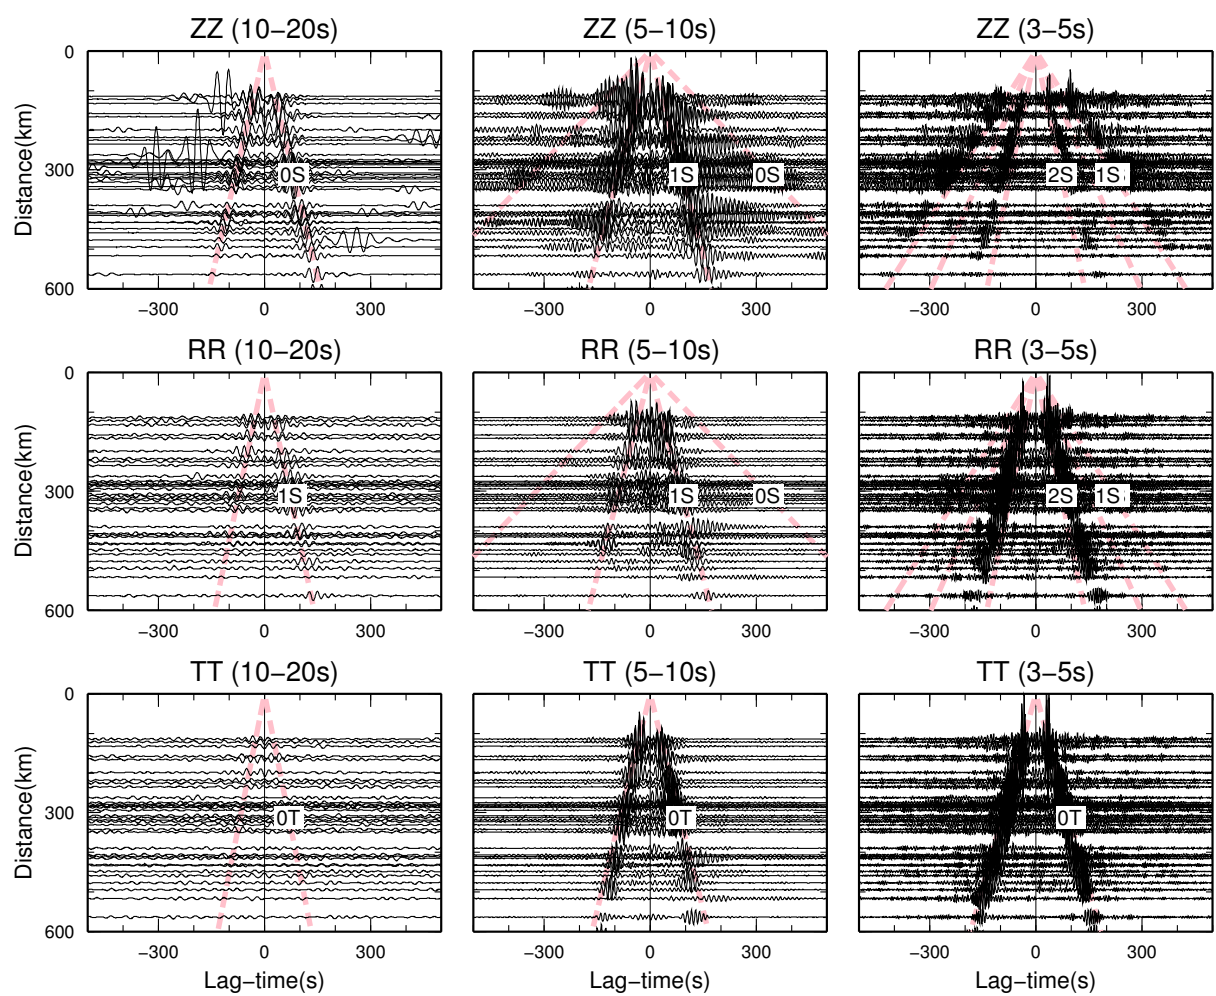 ZZ (10−20s) ZZ (5−10s) ZZ (3−5s)
0
300
600
Distance(km)
0S
1S 0S
2S 1S
−300 0 300 −300 0 300 −300 0 300
RR (10−20s) RR (5−10s) RR (3−5s)
0
300
600
Distance(km)
1S
1S 0S
2S 1S
−300 0 300 −300 0 300 −300 0 300
TT (10−20s) TT (5−10s) TT (3−5s)
0
300
600
Distance(km)
0T
0T
0T
−300 0 300 −300 0 300 −300 0 300
Lag−time(s) Lag−time(s) Lag−time(s)